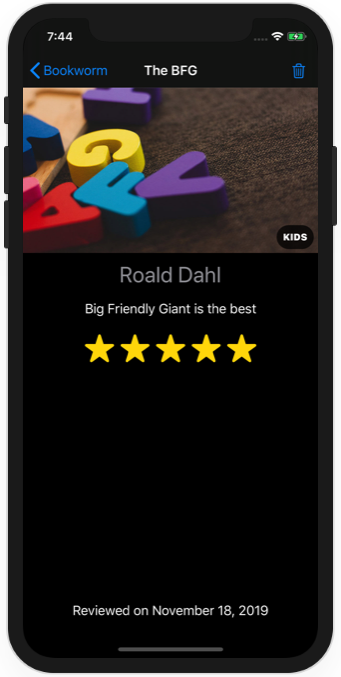 7:44
Bookworm
The BFG
KIDS
Roald Dahl
Big Friendly Giant is the best
Reviewed on November 18, 2019